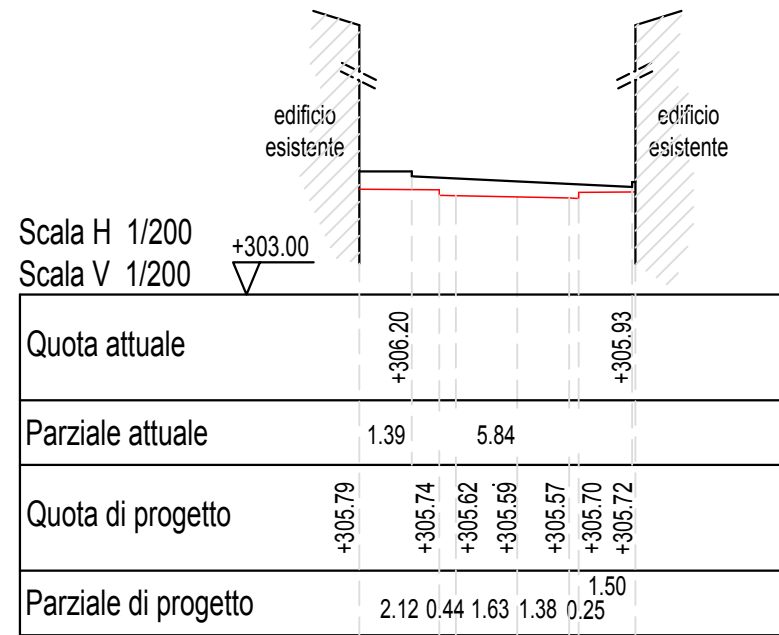 edificio
esistente
edificio
esistente
Scala H 1/200
Scala V 1/200
+303.00
Quota attuale
+306.20
+305.93
Parziale attuale
1.39
5.84
Quota di progetto
+305.79
+305.74
+305.62
+305.59
+305.57
+305.70
+305.72
Parziale di progetto
2.12
0.44
1.63
1.38
0.25
1.50